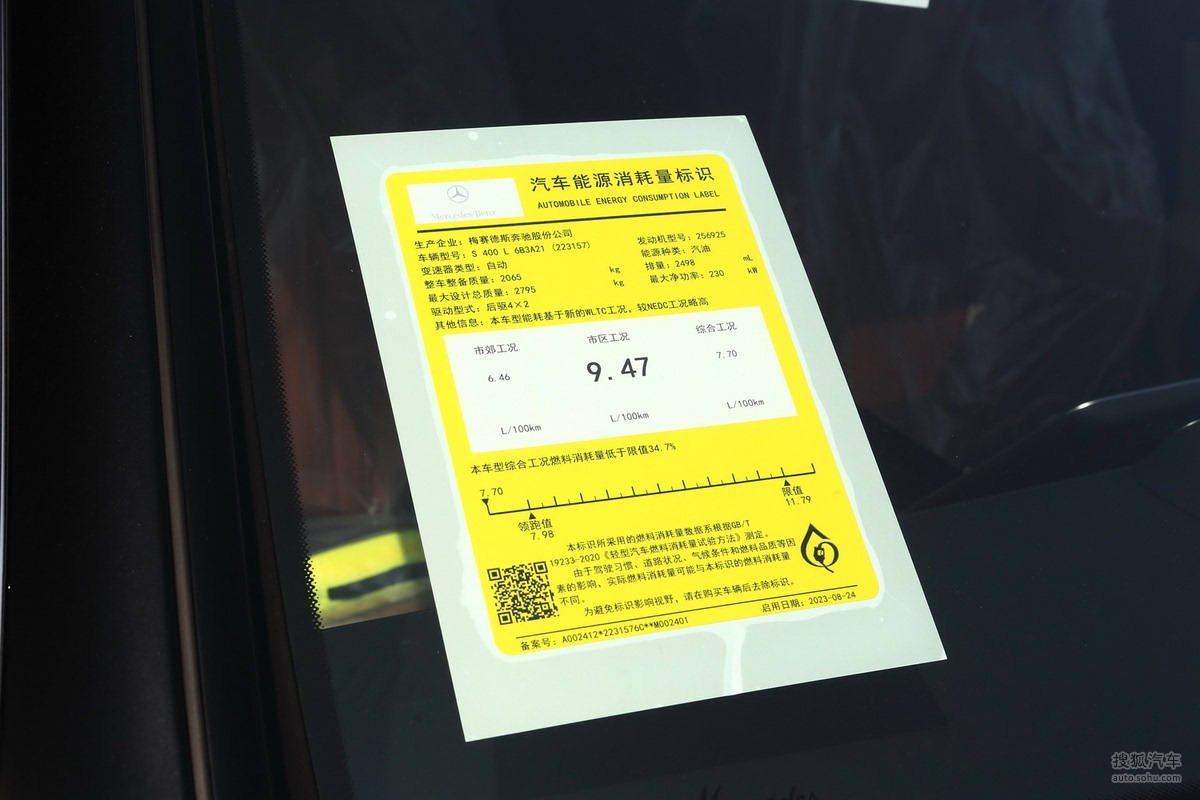 汽车能源消耗量标识
AUTOMOBILE ENERGY CONSUMPTION LABEL
Mercedes-Benz
生产企业：梅赛德斯奔驰股份公司
车辆型号：S 400 L 6B3A21 (223157)
发动机型号：256925
变速器类型：自动
能源种类：汽油
整车整备质量：2065 kg
排量：2498 mL
最大设计总质量：2795 kg
最大净功率：230 kW
驱动型式：后驱4×2
其他信息：本车型能耗基于新的WLTC工况，较NEDC工况略高
市郊工况 市区工况 综合工况
6.46 9.47 7.70
L/100km L/100km L/100km
本车型综合工况燃料消耗量低于限值34.7%
7.70
领跑值
7.98
限值
11.79
本标识所采用的燃料消耗量数据系根据GB/T
19233-2020《轻型汽车燃料消耗量试验方法》测定。
由于驾驶习惯、道路状况、气候条件和燃料品质等因
素的影响，实际燃料消耗量可能与本标识的燃料消耗量
不同。
为避免标识影响视野，请在购买车辆后去除标识。
备案号：A002412*2231576C**M002401
启用日期：2023-08-24
搜狐汽车
auto.sohu.com